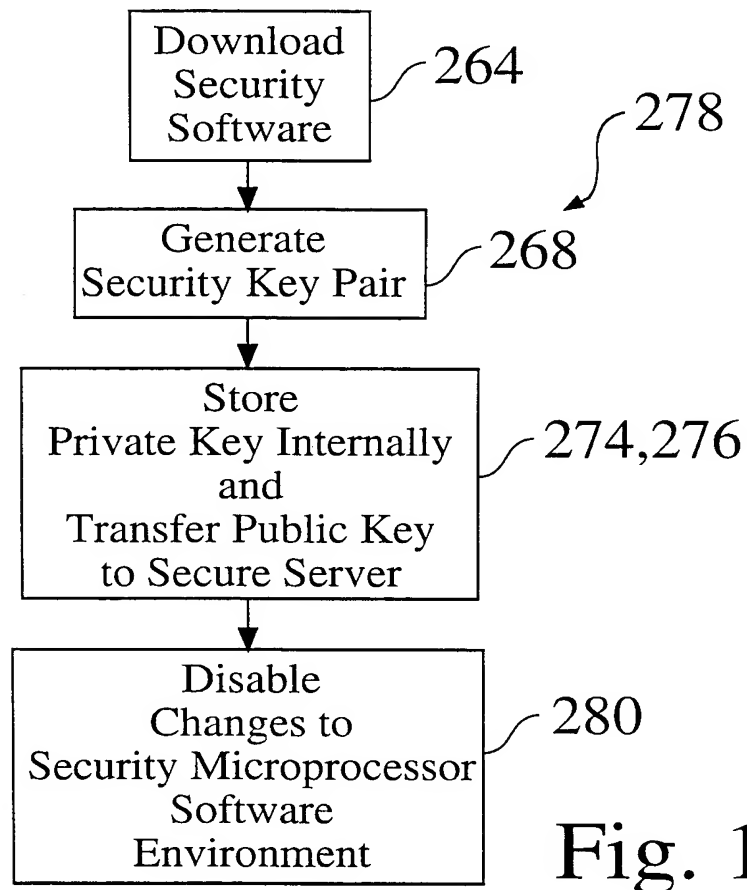 Download
Security
Software
264
278
Generate
Security Key Pair
268
Store
Private Key Internally
and
Transfer Public Key
to Secure Server
274,276
Disable
Changes to
Security Microprocessor
Software
Environment
280
Fig. 1